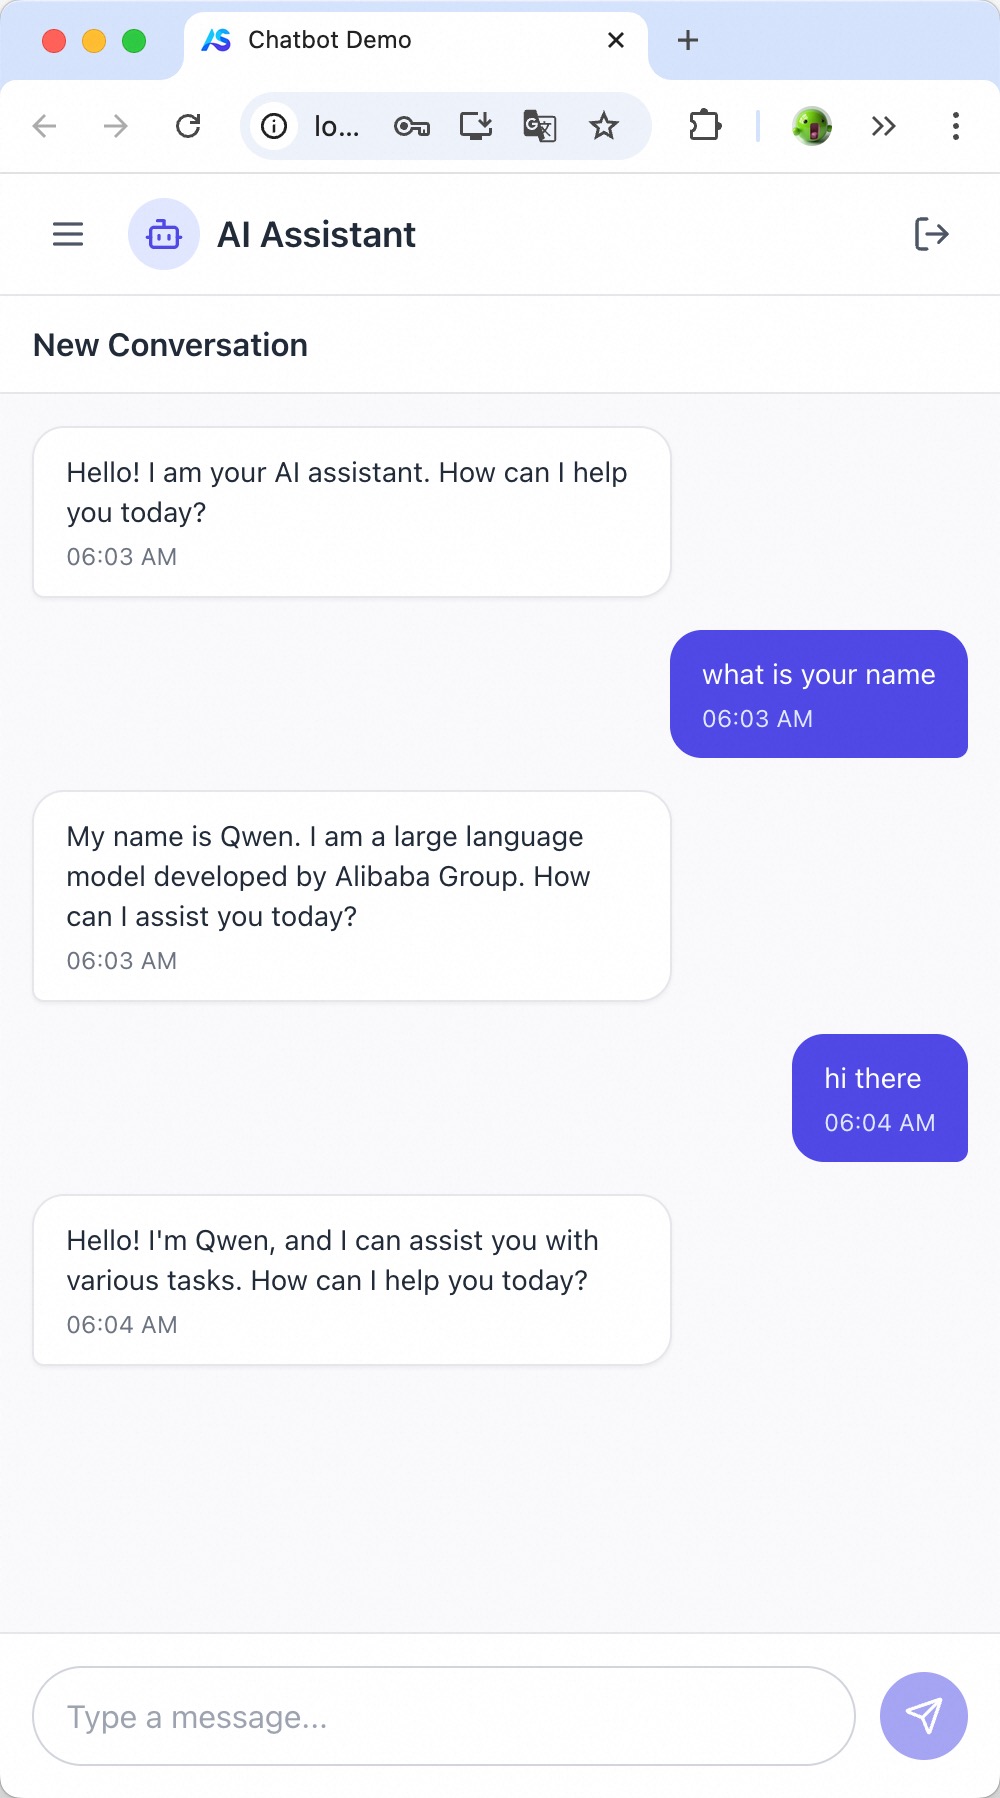 Chatbot Demo
lo...
AI Assistant
New Conversation
Hello! I am your AI assistant. How can I help
you today?
06:03 AM
what is your name
06:03 AM
My name is Qwen. I am a large language
model developed by Alibaba Group. How
can I assist you today?
06:03 AM
hi there
06:04 AM
Hello! I'm Qwen, and I can assist you with
various tasks. How can I help you today?
06:04 AM
Type a message...